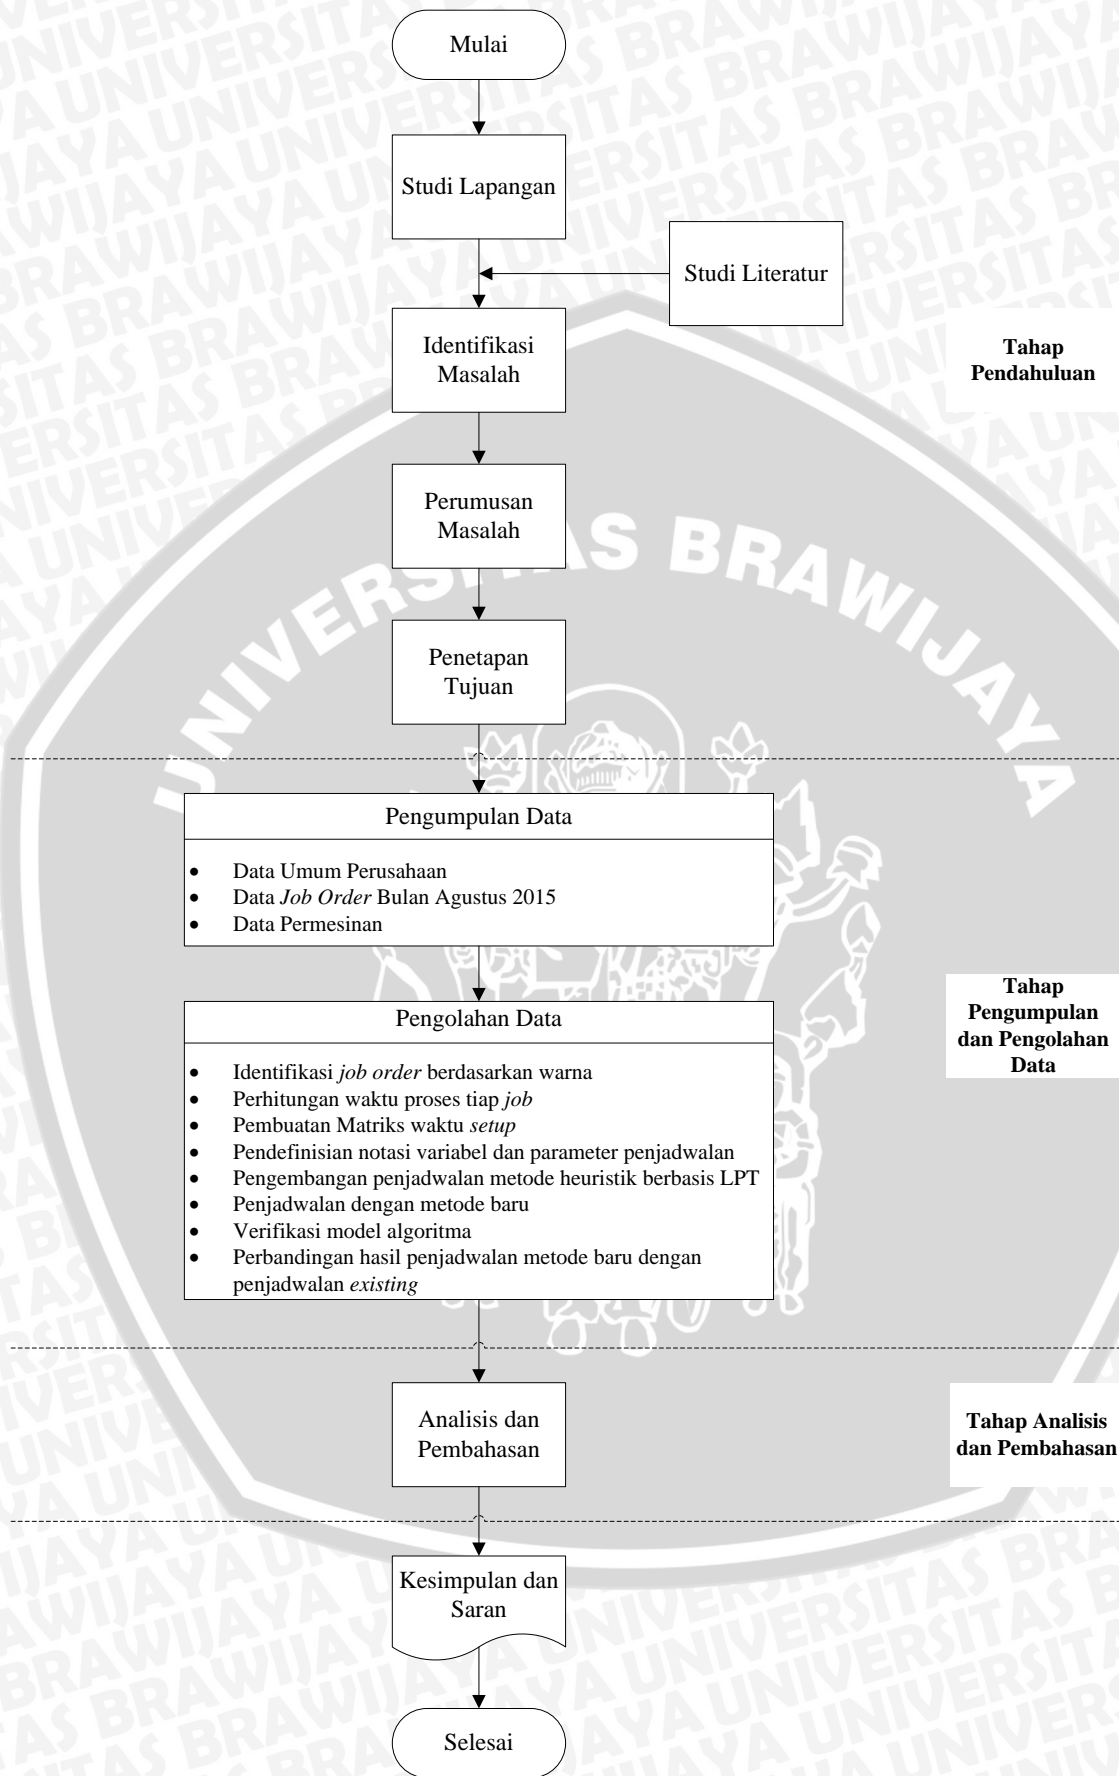 Mulai
Studi Lapangan
Studi Literatur
Identifikasi
Masalah
Tahap
Pendahuluan
Perumusan
Masalah
UNIVERSITAS BRAWIJAYA
Penetapan
Tujuan
Pengumpulan Data
• Data Umum Perusahaan
• Data Job Order Bulan Agustus 2015
• Data Permesinan
Pengolahan Data
• Identifikasi job order berdasarkan warna
• Perhitungan waktu proses tiap job
• Pembuatan Matriks waktu setup
• Pendefinisian notasi variabel dan parameter penjadwalan
• Pengembangan penjadwalan metode heuristik berbasis LPT
• Penjadwalan dengan metode baru
• Verifikasi model algoritma
• Perbandingan hasil penjadwalan metode baru dengan
penjadwalan existing
Tahap
Pengumpulan
dan Pengolahan
Data
Analisis dan
Pembahasan
Tahap Analisis
dan Pembahasan
Kesimpulan dan
Saran
Selesai